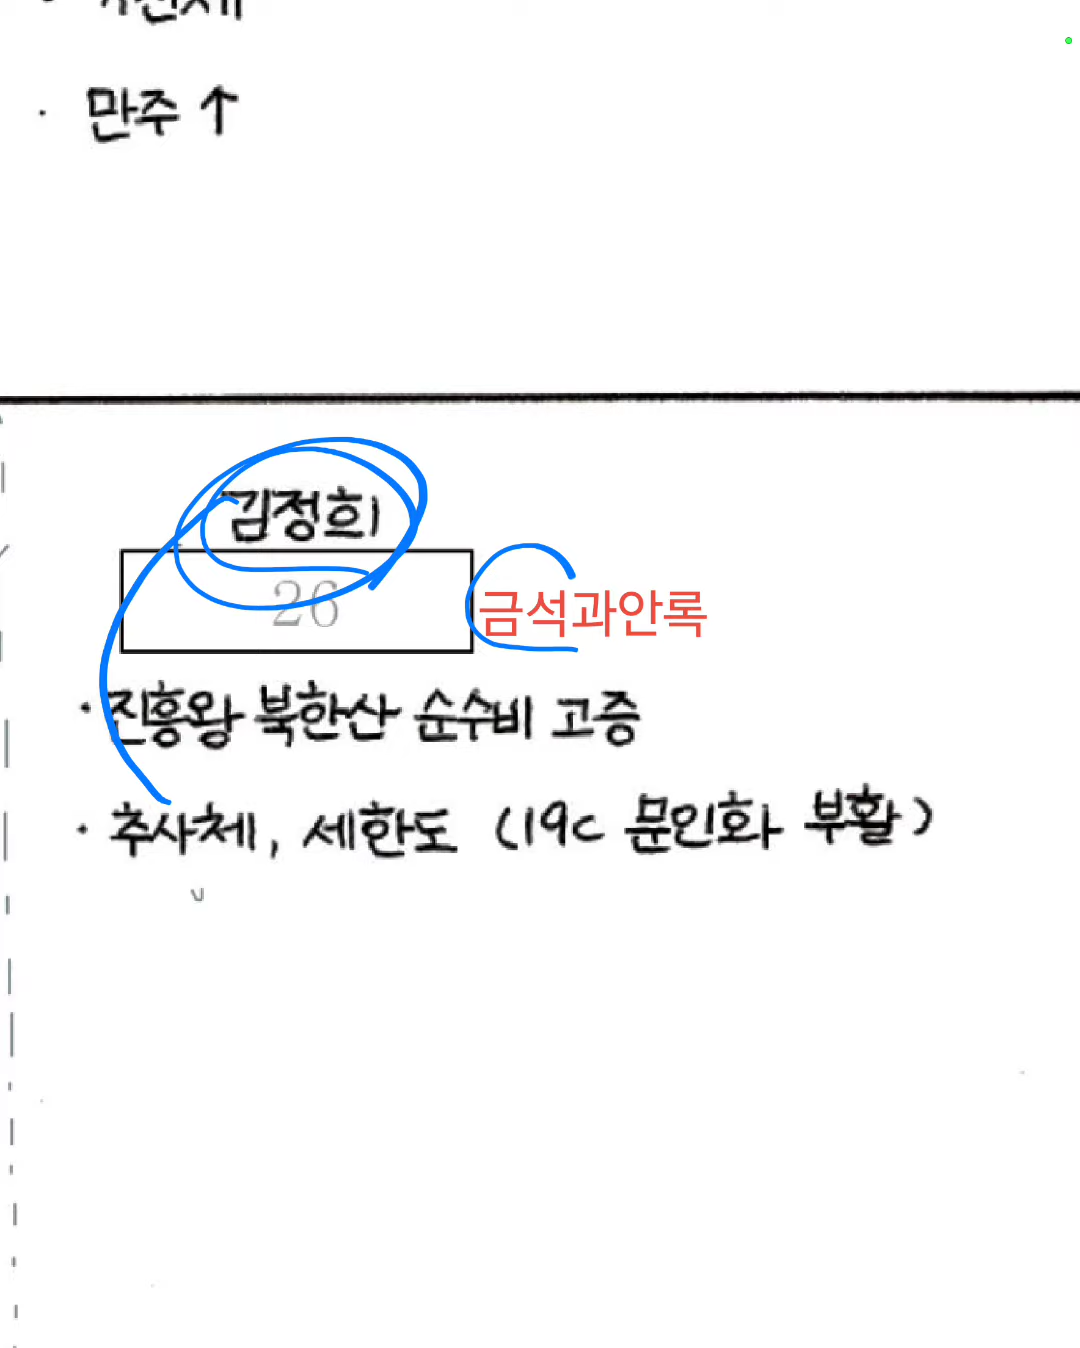 · 만주 ↑
김정희
26 금석과안록
· 진흥왕 북한산 순수비 고증
· 추사체, 세한도 (19c 문인화 부활)